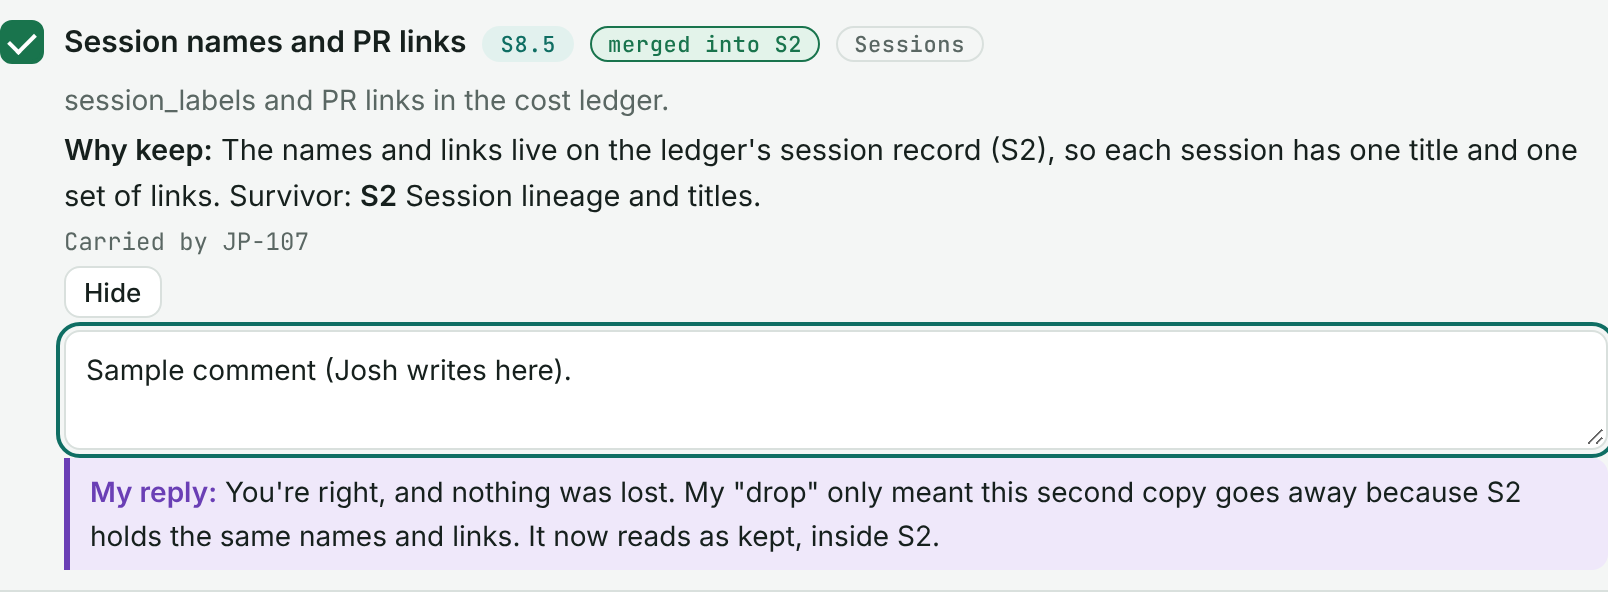 Session names and PR links S8.5 merged into S2 Sessions
session_labels and PR links in the cost ledger.
Why keep: The names and links live on the ledger's session record (S2), so each session has one title and one
set of links. Survivor: S2 Session lineage and titles.
Carried by JP-107
Hide
Sample comment (Josh writes here).
My reply: You're right, and nothing was lost. My "drop" only meant this second copy goes away because S2
holds the same names and links. It now reads as kept, inside S2.